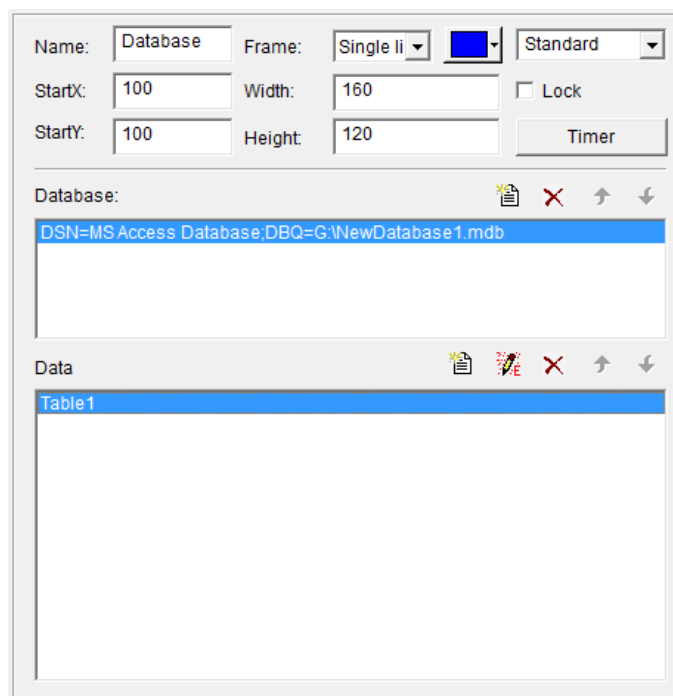 Name: Database Frame: Single li Standard
StartX: 100 Width: 160 Lock
StartY: 100 Height: 120 Timer
Database:
DSN=MS Access Database;DBQ=G:\NewDatabase1.mdb
Data
E
Table1